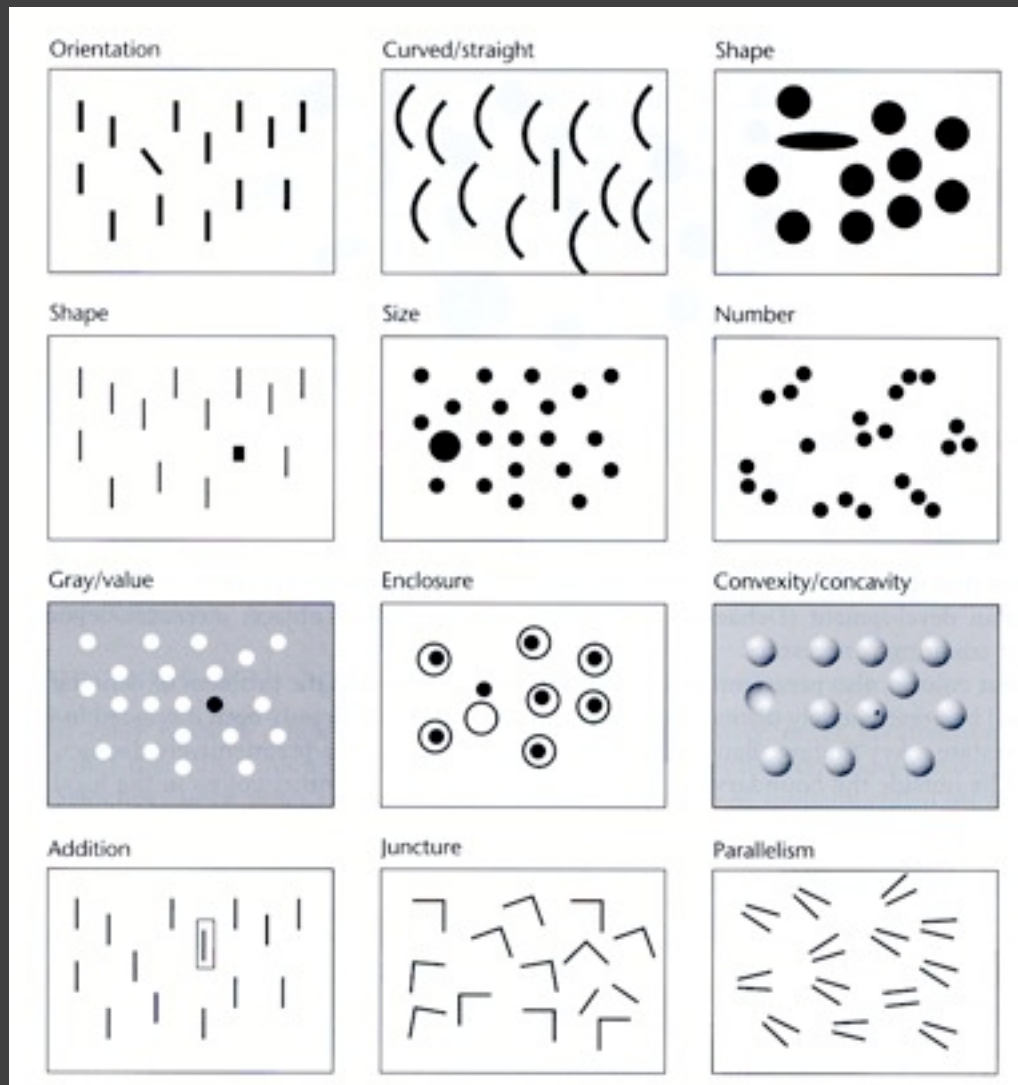 Orientation
Curved/straight
Shape
Shape
Size
Number
Gray/value
Enclosure
Convexity/concavity
Addition
Juncture
Parallelism